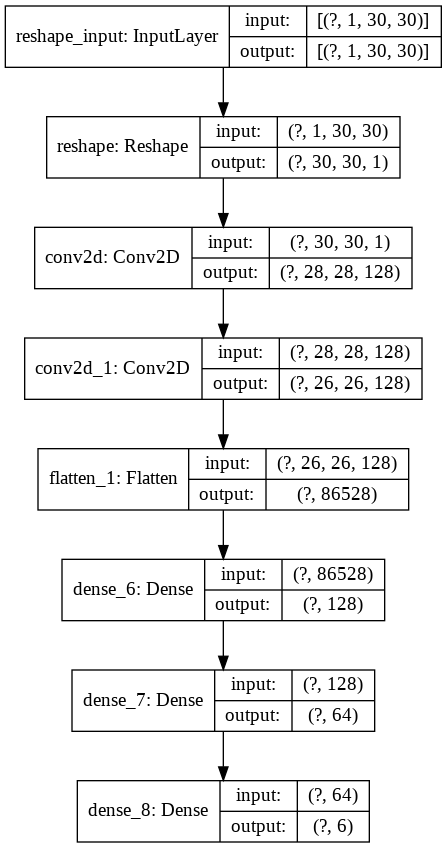 reshape_input: InputLayer
input: [(?, 1, 30, 30)]
output: [(?, 1, 30, 30)]
reshape: Reshape
input: (?, 1, 30, 30)
output: (?, 30, 30, 1)
conv2d: Conv2D
input: (?, 30, 30, 1)
output: (?, 28, 28, 128)
conv2d_1: Conv2D
input: (?, 28, 28, 128)
output: (?, 26, 26, 128)
flatten_1: Flatten
input: (?, 26, 26, 128)
output: (?, 86528)
dense_6: Dense
input: (?, 86528)
output: (?, 128)
dense_7: Dense
input: (?, 128)
output: (?, 64)
dense_8: Dense
input: (?, 64)
output: (?, 6)